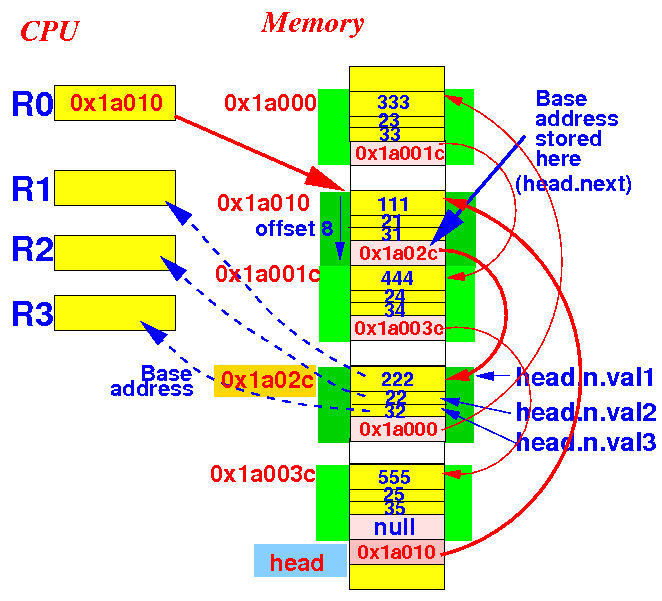 CPU
Memory
R0
0x1a010
R1
R2
R3
Base
address
0x1a000
333
23
33
0x1a001c
Base
address
stored
here
(head.next)
0x1a010
offset 8
111
21
31
0x1a02c
0x1a001c
444
24
34
0x1a003c
0x1a02c
222
22
32
0x1a000
head.n.val1
head.n.val2
head.n.val3
0x1a003c
555
25
35
null
head
0x1a010